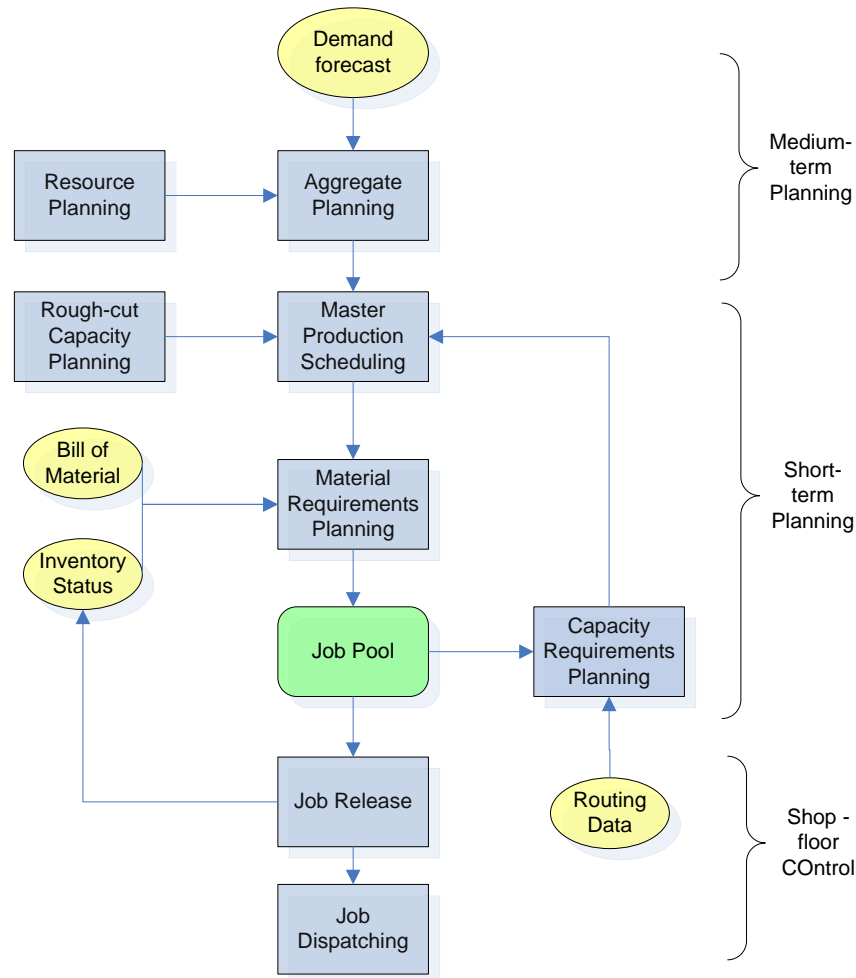 Demand
forecast
Medium-
term
Planning
Resource
Planning
Aggregate
Planning
Rough-cut
Capacity
Planning
Master
Production
Scheduling
Bill of
Material
Material
Requirements
Planning
Short-
term
Planning
Inventory
Status
Job Pool
Capacity
Requirements
Planning
Job Release
Routing
Data
Shop -
floor
COntrol
Job
Dispatching